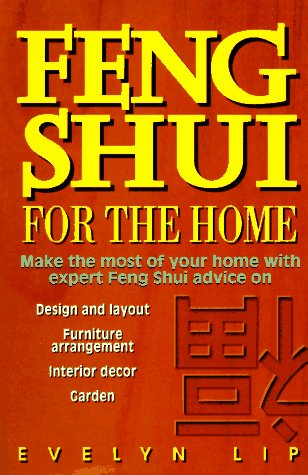 FENG
SHUI
FOR THE HOME
Make the most of your home with
expert Feng Shui advice on
Design and layout
Furniture
arrangement
Interior decor
Garden
福
EVELYN LIP